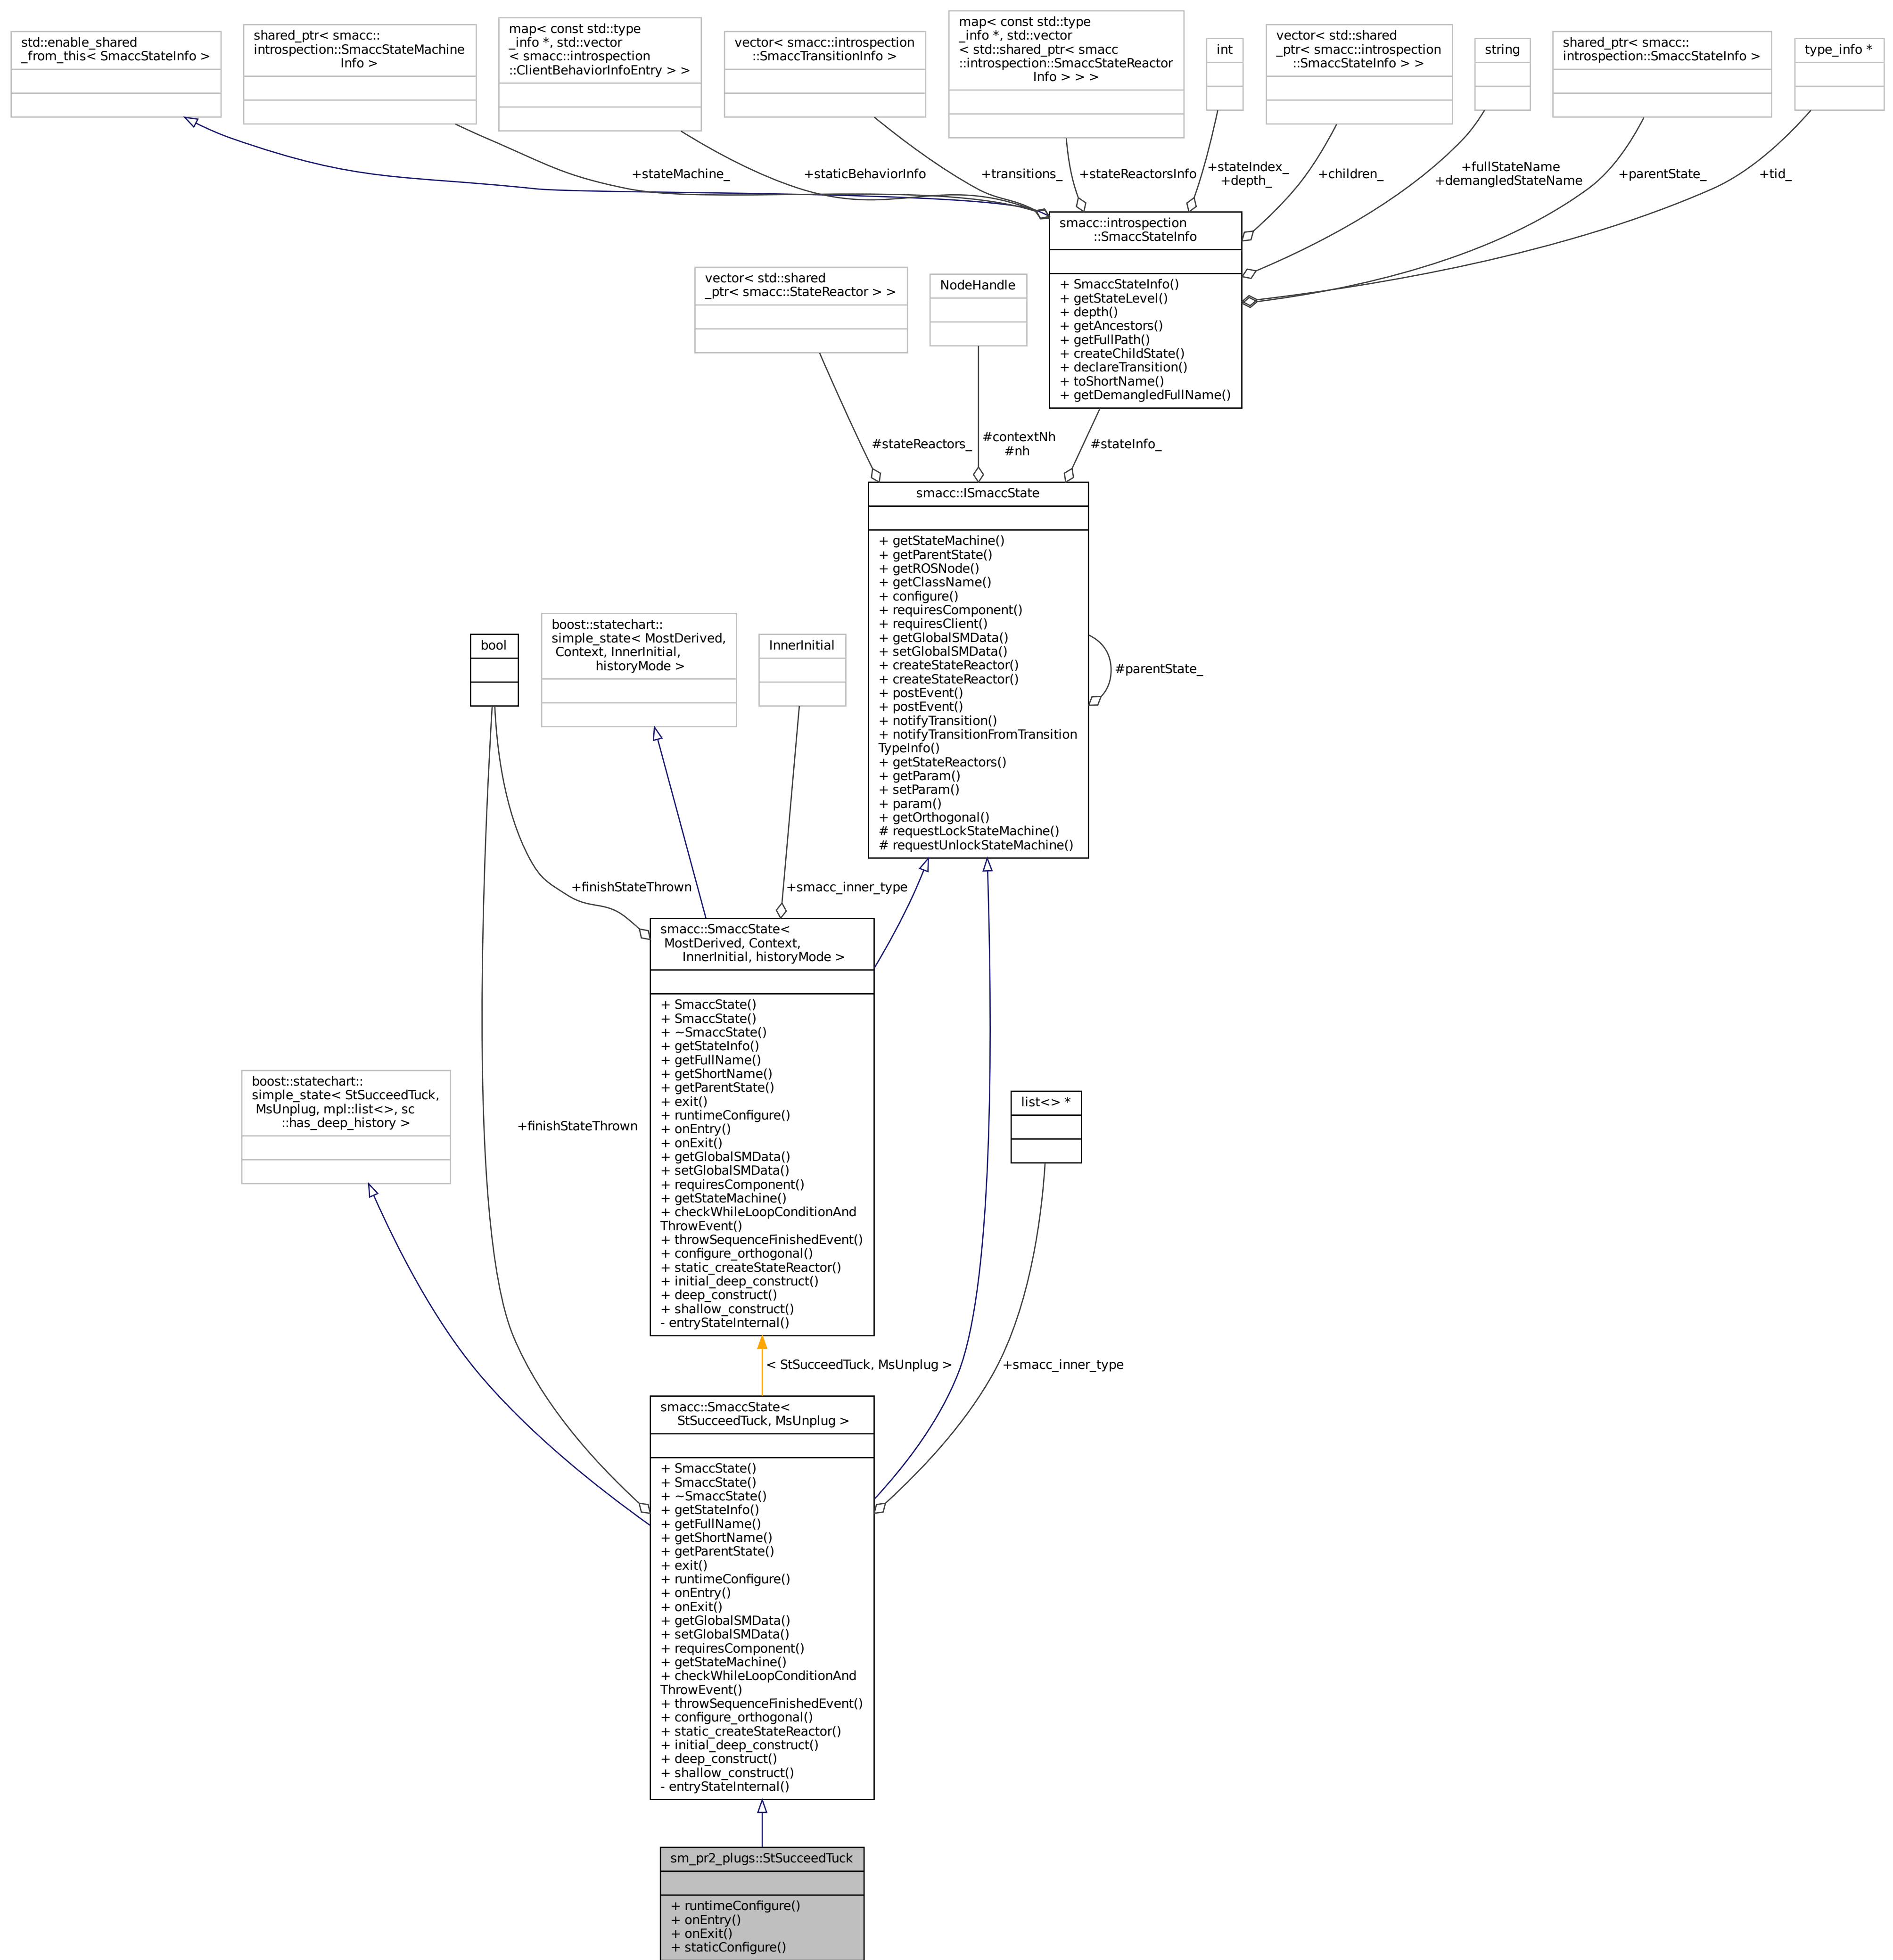 std::enable_shared
_from_this< SmaccStateInfo >
shared_ptr< smacc::
introspection::SmaccStateMachine
Info >
map< const std::type
_info *, std::vector
< smacc::introspection
::ClientBehaviorInfoEntry > >
vector< smacc::introspection
::SmaccTransitionInfo >
map< const std::type
_info *, std::vector
< std::shared_ptr< smacc
::introspection::SmaccStateReactor
Info > > >
int
vector< std::shared
_ptr< smacc::introspection
::SmaccStateInfo > >
string
shared_ptr< smacc::
introspection::SmaccStateInfo >
type_info *
+stateMachine_
+staticBehaviorInfo
+transitions_
+stateReactorsInfo
+stateIndex_
+depth_
+children_
+fullStateName
+demangledStateName
+parentState_
+tid_
smacc::introspection
::SmaccStateInfo
+ SmaccStateInfo()
+ getStateLevel()
+ depth()
+ getAncestors()
+ getFullPath()
+ createChildState()
+ declareTransition()
+ toShortName()
+ getDemangledFullName()
vector< std::shared
_ptr< smacc::StateReactor > >
NodeHandle
#stateReactors_
#contextNh
#nh
#stateInfo_
smacc::ISmaccState
+ getStateMachine()
+ getParentState()
+ getROSNode()
+ getClassName()
+ configure()
+ requiresComponent()
+ requiresClient()
+ getGlobalSMData()
+ setGlobalSMData()
+ createStateReactor()
+ createStateReactor()
+ postEvent()
+ postEvent()
+ notifyTransition()
+ notifyTransitionFromTransition
TypeInfo()
+ getStateReactors()
+ getParam()
+ setParam()
+ param()
+ getOrthogonal()
# requestLockStateMachine()
# requestUnlockStateMachine()
#parentState_
bool
boost::statechart::
simple_state< MostDerived,
Context, InnerInitial,
historyMode >
InnerInitial
+finishStateThrown
+smacc_inner_type
smacc::SmaccState<
MostDerived, Context,
InnerInitial, historyMode >
+ SmaccState()
+ SmaccState()
+ ~SmaccState()
+ getStateInfo()
+ getFullName()
+ getShortName()
+ getParentState()
+ exit()
+ runtimeConfigure()
+ onEntry()
+ onExit()
+ getGlobalSMData()
+ setGlobalSMData()
+ requiresComponent()
+ getStateMachine()
+ checkWhileLoopConditionAnd
ThrowEvent()
+ throwSequenceFinishedEvent()
+ configure_orthogonal()
+ static_createStateReactor()
+ initial_deep_construct()
+ deep_construct()
+ shallow_construct()
- entryStateInternal()
boost::statechart::
simple_state< StSucceedTuck,
MsUnplug, mpl::list<>, sc
::has_deep_history >
+finishStateThrown
list<> *
< StSucceedTuck, MsUnplug >
+smacc_inner_type
smacc::SmaccState<
StSucceedTuck, MsUnplug >
+ SmaccState()
+ SmaccState()
+ ~SmaccState()
+ getStateInfo()
+ getFullName()
+ getShortName()
+ getParentState()
+ exit()
+ runtimeConfigure()
+ onEntry()
+ onExit()
+ getGlobalSMData()
+ setGlobalSMData()
+ requiresComponent()
+ getStateMachine()
+ checkWhileLoopConditionAnd
ThrowEvent()
+ throwSequenceFinishedEvent()
+ configure_orthogonal()
+ static_createStateReactor()
+ initial_deep_construct()
+ deep_construct()
+ shallow_construct()
- entryStateInternal()
sm_pr2_plugs::StSucceedTuck
+ runtimeConfigure()
+ onEntry()
+ onExit()
+ staticConfigure()